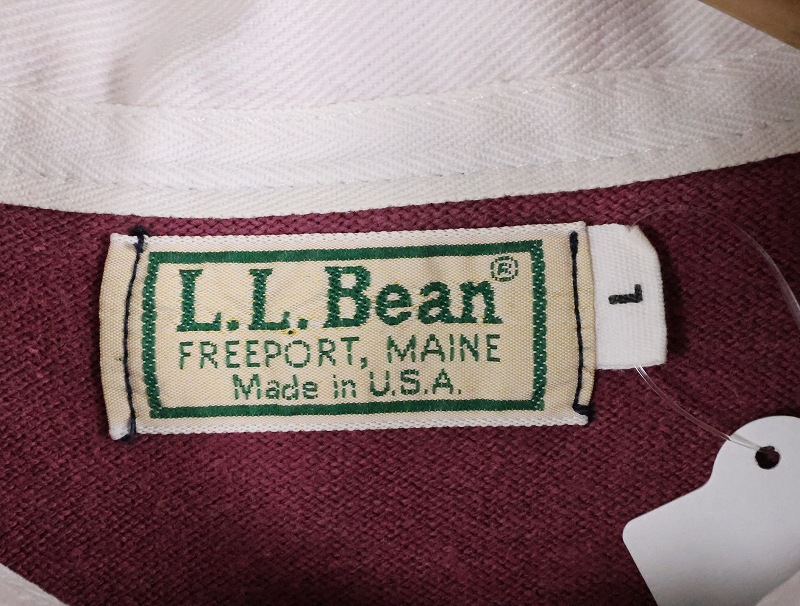 L.L.Bean®
FREEPORT, MAINE
Made in U.S.A.
L